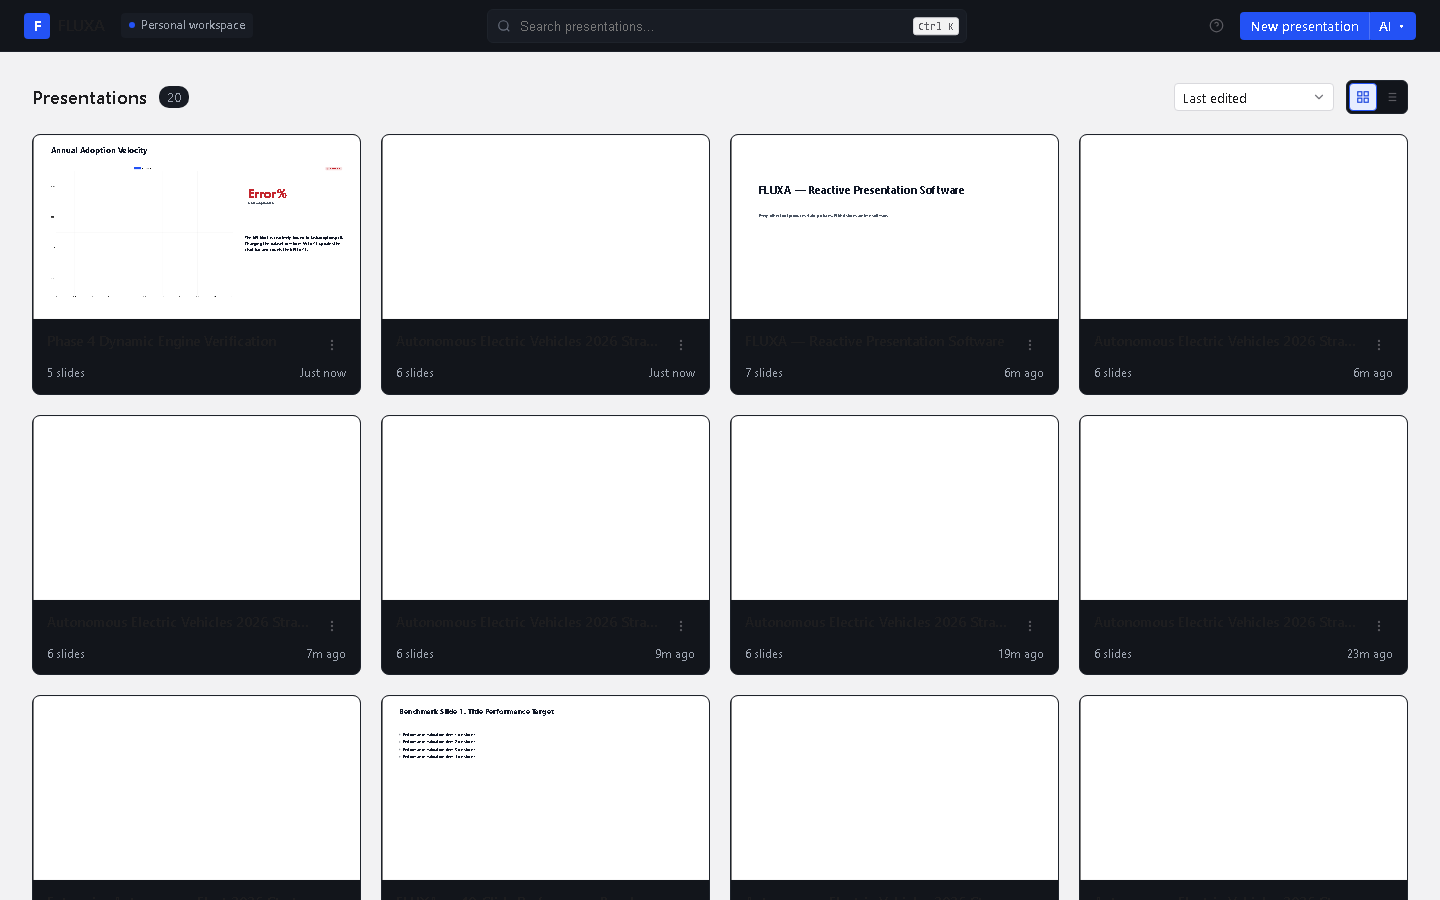 F FLUXA
Personal workspace
Search presentations...
Ctrl K
New presentation
AI
Presentations 20
Last edited
Annual Adoption Velocity
Error%
Phase 4 Dynamic Engine Verification
5 slides
Just now
Autonomous Electric Vehicles 2026 Stra...
6 slides
Just now
FLUXA — Reactive Presentation Software
FLUXA — Reactive Presentation Software
7 slides
6m ago
Autonomous Electric Vehicles 2026 Stra...
6 slides
6m ago
Autonomous Electric Vehicles 2026 Stra...
6 slides
7m ago
Autonomous Electric Vehicles 2026 Stra...
6 slides
9m ago
Autonomous Electric Vehicles 2026 Stra...
6 slides
19m ago
Autonomous Electric Vehicles 2026 Stra...
6 slides
23m ago
Benchmark Slide 1: Title Performance Target